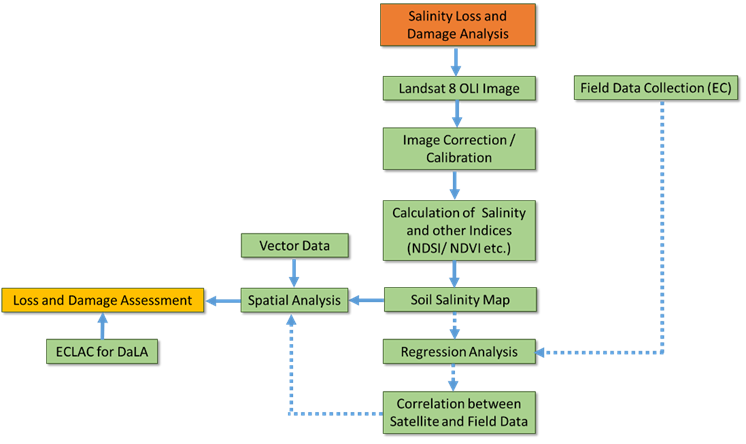 Salinity Loss and
Damage Analysis
Landsat 8 OLI Image
Field Data Collection (EC)
Image Correction /
Calibration
Calculation of Salinity
and other Indices
(NDSI/ NDVI etc.)
Vector Data
Loss and Damage Assessment
Spatial Analysis
Soil Salinity Map
ECLAC for DaLA
Regression Analysis
Correlation between
Satellite and Field Data